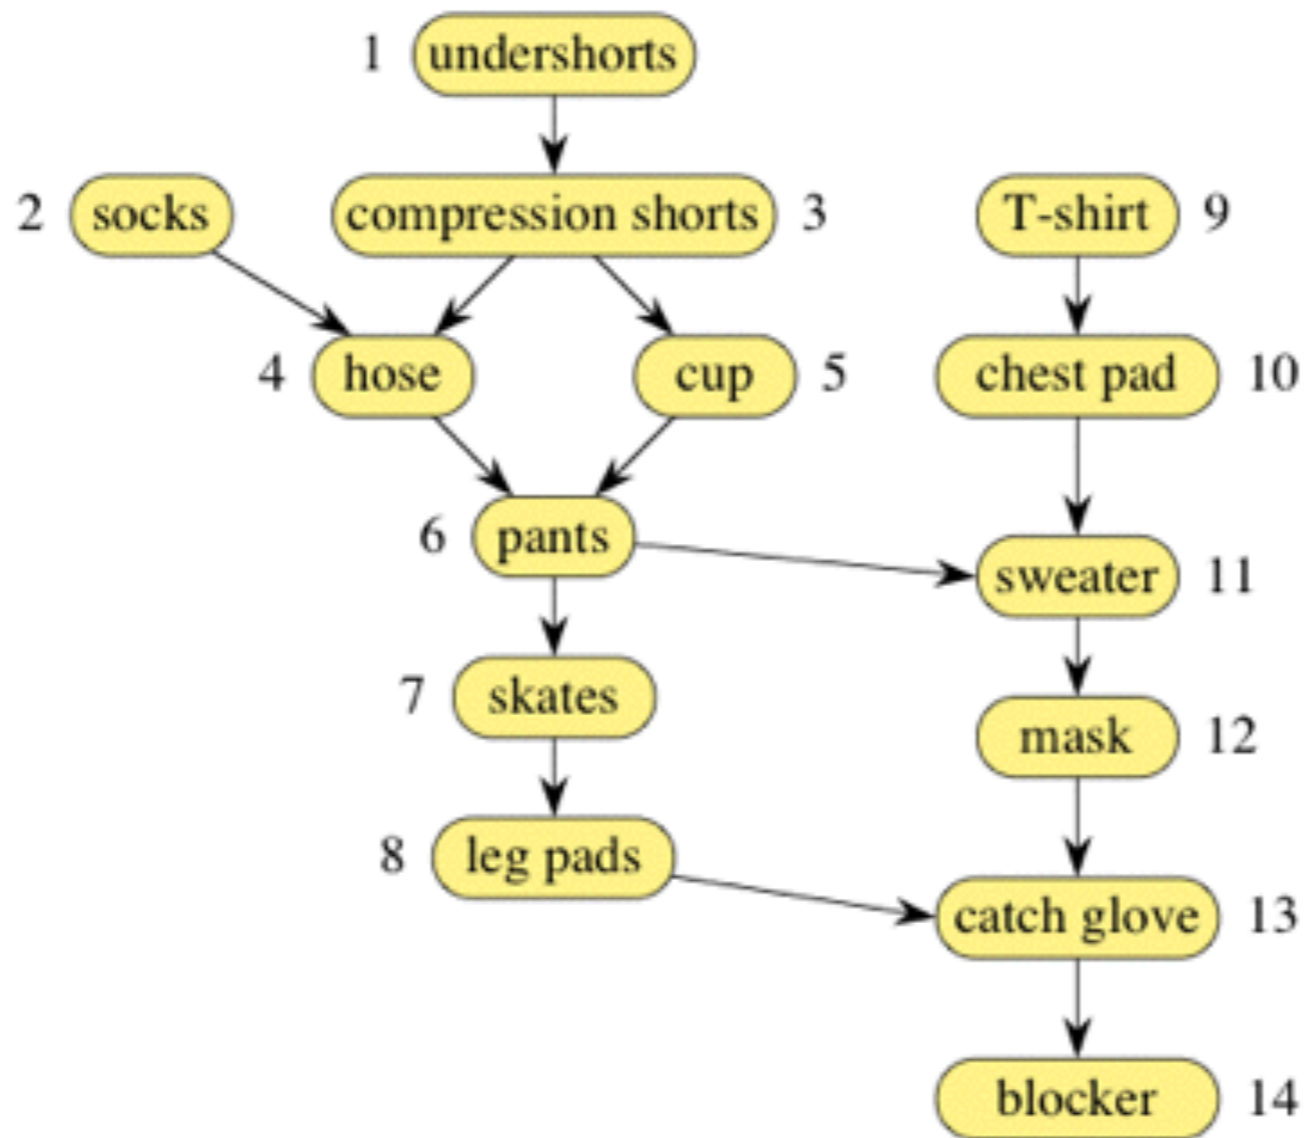 1 undershorts
2 socks compression shorts 3 T-shirt 9
4 hose cup 5 chest pad 10
6 pants
sweater 11
7 skates
mask 12
8 leg pads
catch glove 13
blocker 14